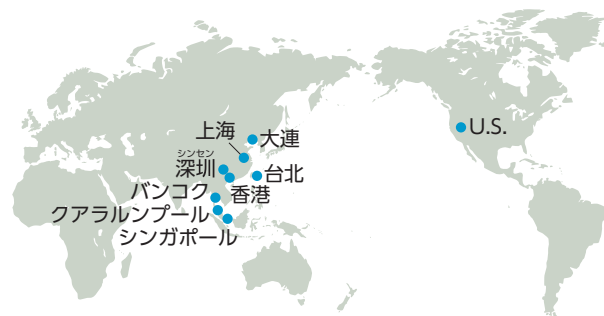 上海
大連
U.S.
シンセン
深圳
台北
香港
バンコク
クアラルンプール
シンガポール